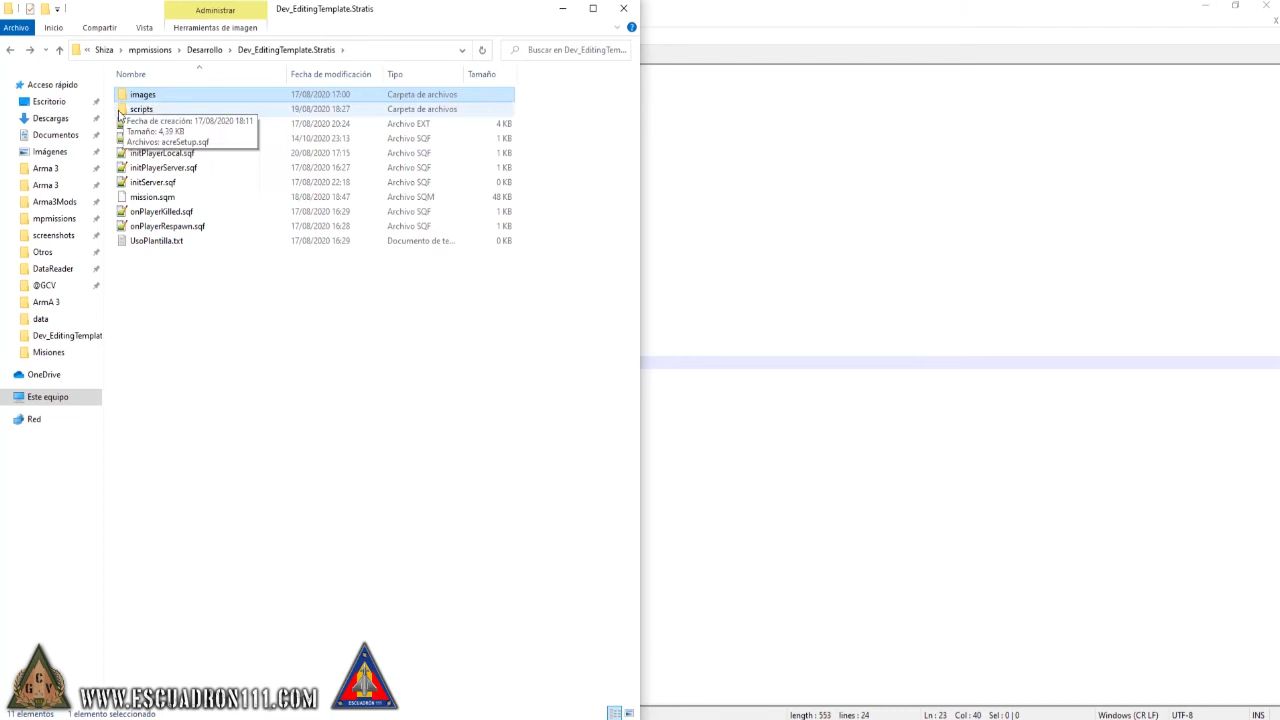 Administrar
Dev_EditingTemplate.Stratis
Archivo Inicio Compartir Vista Herramientas de imagen
« Shiza mpmissions Desarrollo Dev_EditingTemplate.Stratis
Buscar en Dev_EditingTem...
Nombre Fecha de modificación Tipo Tamaño
Acceso rápido
Escritorio
Descargas
Documentos
Imágenes
Arma 3
Arma 3
Arma3Mods
mpmissions
screenshots
Otros
DataReader
@GCV
ArmA 3
data
Dev_EditingTemplat
Misiones
OneDrive
Este equipo
Red
images 17/08/2020 17:00 Carpeta de archivos
scripts 19/08/2020 18:27 Carpeta de archivos
Fecha de creación: 17/08/2020 18:11
Tamaño: 4,39 KB
Archivos: acreSetup.sqf
17/08/2020 20:24 Archivo EXT 4 KB
14/10/2020 23:13 Archivo SQF 1 KB
initPlayerLocal.sqf 20/08/2020 17:15 Archivo SQF 1 KB
initPlayerServer.sqf 17/08/2020 16:27 Archivo SQF 1 KB
initServer.sqf 17/08/2020 22:18 Archivo SQF 0 KB
mission.sqm 18/08/2020 18:47 Archivo SQM 48 KB
onPlayerKilled.sqf 17/08/2020 16:29 Archivo SQF 1 KB
onPlayerRespawn.sqf 17/08/2020 16:28 Archivo SQF 1 KB
UsoPlantilla.txt 17/08/2020 16:29 Documento de te... 0 KB
GCV
WWW.ESCUADRON111.COM
ESCUADRON 111
11 elementos 1 elemento seleccionado
length : 553 lines : 24 Ln : 23 Col : 40 Sel : 0 | 0 Windows (CR LF) UTF-8 INS